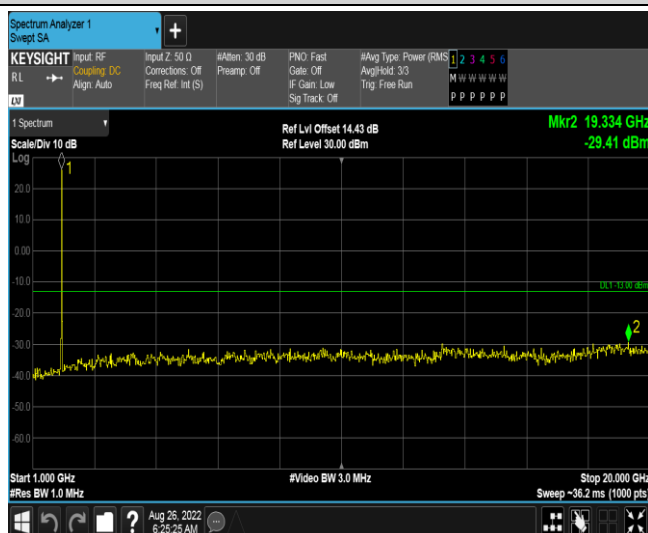 Spectrum Analyzer 1
Swept SA
+
KEYSIGHT
RL
LXI
Input: RF
Coupling: DC
Align: Auto
Input Z: 50 Ω
Corrections: Off
Freq Ref: Int (S)
#Atten: 30 dB
Preamp: Off
PNO: Fast
Gate: Off
IF Gain: Low
Sig Track: Off
#Avg Type: Power (RMS
Avg|Hold: 3/3
Trig: Free Run
1 2 3 4 5 6
M W W W W W
P P P P P P
1 Spectrum
Scale/Div 10 dB
Ref Lvl Offset 14.43 dB
Ref Level 30.00 dBm
Mkr2 19.334 GHz
-29.41 dBm
Log
1
20.0
10.0
0.00
-10.0
DL1 -13.00 dBm
-20.0
2
-30.0
-40.0
-50.0
-60.0
Start 1.000 GHz
#Video BW 3.0 MHz
Stop 20.000 GHz
#Res BW 1.0 MHz
Sweep ~36.2 ms (1000 pts)
?
Aug 26, 2022
6:25:25 AM